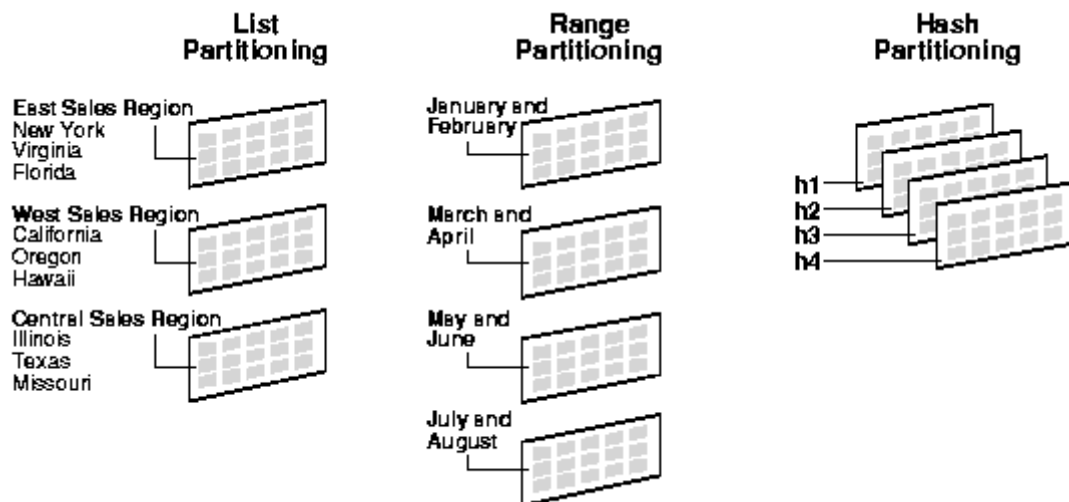 List
Partitioning
East Sales Region
New York
Virginia
Florida
West Sales Region
California
Oregon
Hawaii
Central Sales Region
Illinois
Texas
Missouri
Range
Partitioning
January and
February
March and
April
May and
June
July and
August
Hash
Partitioning
h1
h2
h3
h4